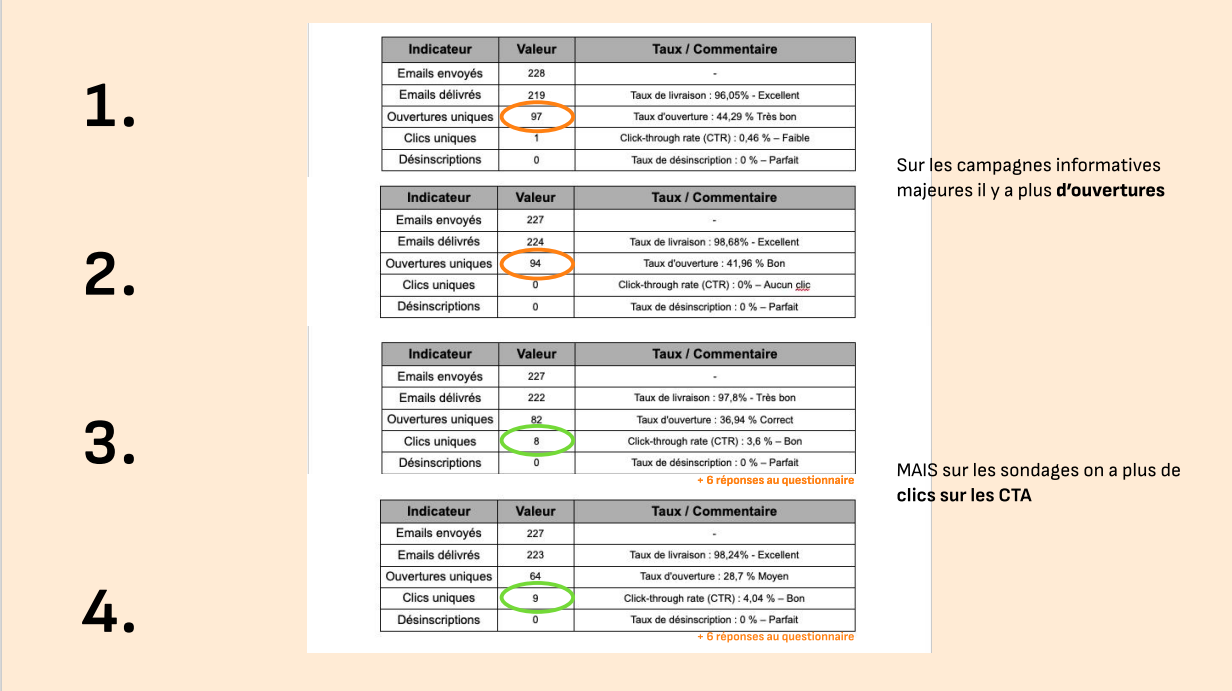 1.
Indicateur Valeur Taux / Commentaire
Emails envoyés 228 -
Emails délivrés 219 Taux de livraison : 96,05% - Excellent
Ouvertures uniques 97 Taux d'ouverture : 44,29 % Très bon
Clics uniques 1 Click-through rate (CTR) : 0,46 % – Faible
Désinscriptions 0 Taux de désinscription : 0 % – Parfait
Sur les campagnes informatives
majeures il y a plus d'ouvertures
2.
Indicateur Valeur Taux / Commentaire
Emails envoyés 227 -
Emails délivrés 224 Taux de livraison : 98,68% - Excellent
Ouvertures uniques 94 Taux d'ouverture : 41,96 % Bon
Clics uniques 0 Click-through rate (CTR) : 0% – Aucun clic
Désinscriptions 0 Taux de désinscription : 0 % – Parfait
3.
Indicateur Valeur Taux / Commentaire
Emails envoyés 227 -
Emails délivrés 222 Taux de livraison : 97,8% - Très bon
Ouvertures uniques 82 Taux d'ouverture : 36,94 % Correct
Clics uniques 8 Click-through rate (CTR) : 3,6 % – Bon
Désinscriptions 0 Taux de désinscription : 0 % – Parfait
+ 6 réponses au questionnaire
MAIS sur les sondages on a plus de
clics sur les CTA
4.
Indicateur Valeur Taux / Commentaire
Emails envoyés 227 -
Emails délivrés 223 Taux de livraison : 98,24% - Excellent
Ouvertures uniques 64 Taux d'ouverture : 28,7 % Moyen
Clics uniques 9 Click-through rate (CTR) : 4,04 % – Bon
Désinscriptions 0 Taux de désinscription : 0 % – Parfait
+ 6 réponses au questionnaire